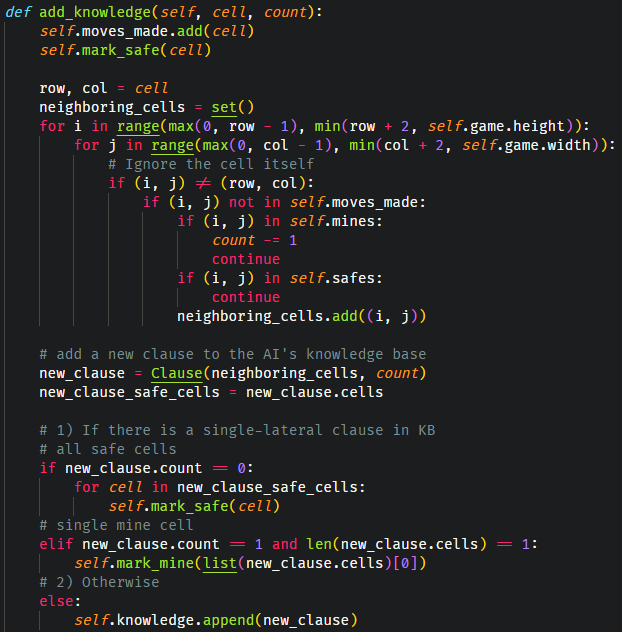 def add_knowledge(self, cell, count):
    self.moves_made.add(cell)
    self.mark_safe(cell)

    row, col = cell
    neighboring_cells = set()
    for i in range(max(0, row - 1), min(row + 2, self.game.height)):
        for j in range(max(0, col - 1), min(col + 2, self.game.width)):
            # Ignore the cell itself
            if (i, j) ≠ (row, col):
                if (i, j) not in self.moves_made:
                    if (i, j) in self.mines:
                        count -= 1
                        continue
                    if (i, j) in self.safes:
                        continue
                    neighboring_cells.add((i, j))

    # add a new clause to the AI's knowledge base
    new_clause = Clause(neighboring_cells, count)
    new_clause_safe_cells = new_clause.cells

    # 1) If there is a single-lateral clause in KB
    # all safe cells
    if new_clause.count == 0:
        for cell in new_clause_safe_cells:
            self.mark_safe(cell)
    # single mine cell
    elif new_clause.count == 1 and len(new_clause.cells) == 1:
        self.mark_mine(list(new_clause.cells)[0])
    # 2) Otherwise
    else:
        self.knowledge.append(new_clause)